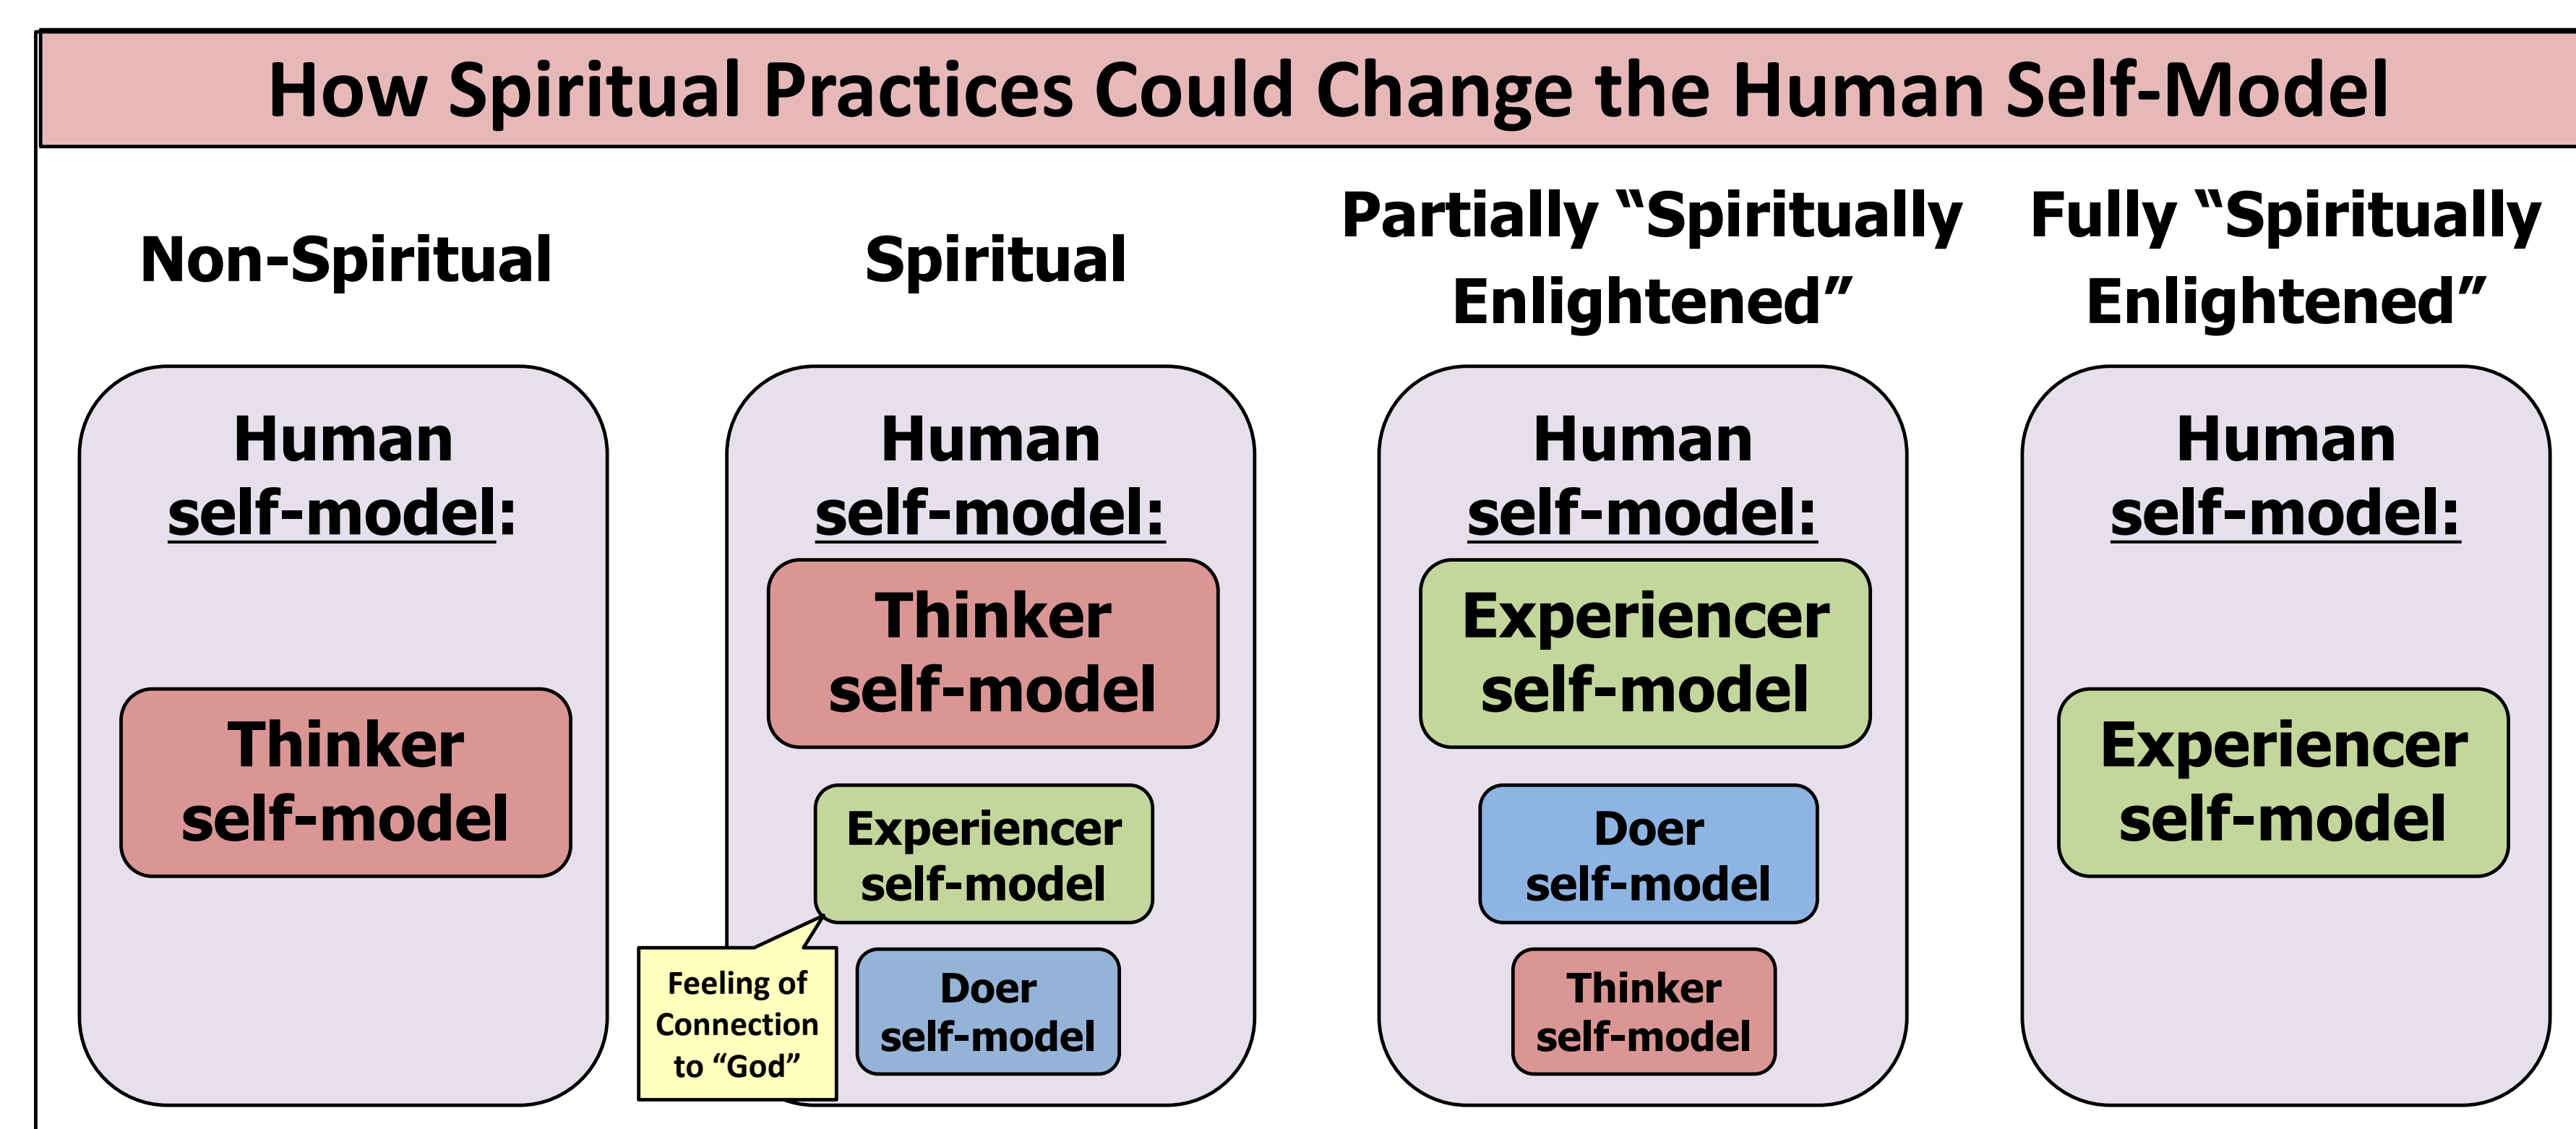 How Spiritual Practices Could Change the Human Self-Model
Non-Spiritual
Human
self-model:
Thinker
self-model
Spiritual
Human
self-model:
Thinker
self-model
Experiencer
self-model
Feeling of
Connection
to “God”
Doer
self-model
Partially “Spiritually
Enlightened”
Human
self-model:
Experiencer
self-model
Doer
self-model
Thinker
self-model
Fully “Spiritually
Enlightened”
Human
self-model:
Experiencer
self-model